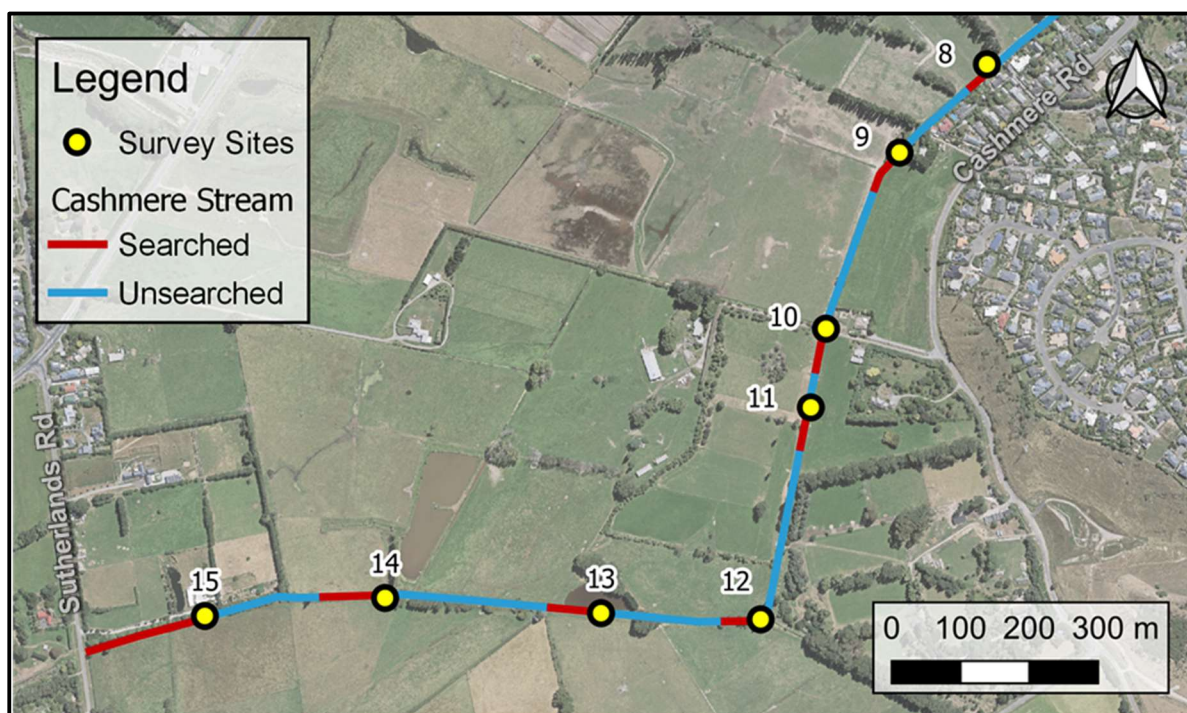 Legend
Survey Sites
Cashmere Stream
Searched
Unsearched
8
Cashmere Rd
9
10
11
12
13
14
15
Sutherlands Rd
0 100 200 300 m